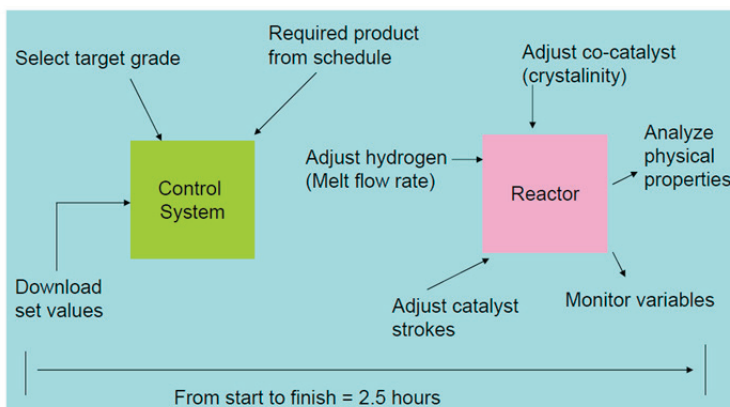 Select target grade
Required product
from schedule
Control
System
Download
set values
Adjust co-catalyst
(crystalinity)
Adjust hydrogen
(Melt flow rate)
Reactor
Analyze
physical
properties
Adjust catalyst
strokes
Monitor variables
From start to finish = 2.5 hours